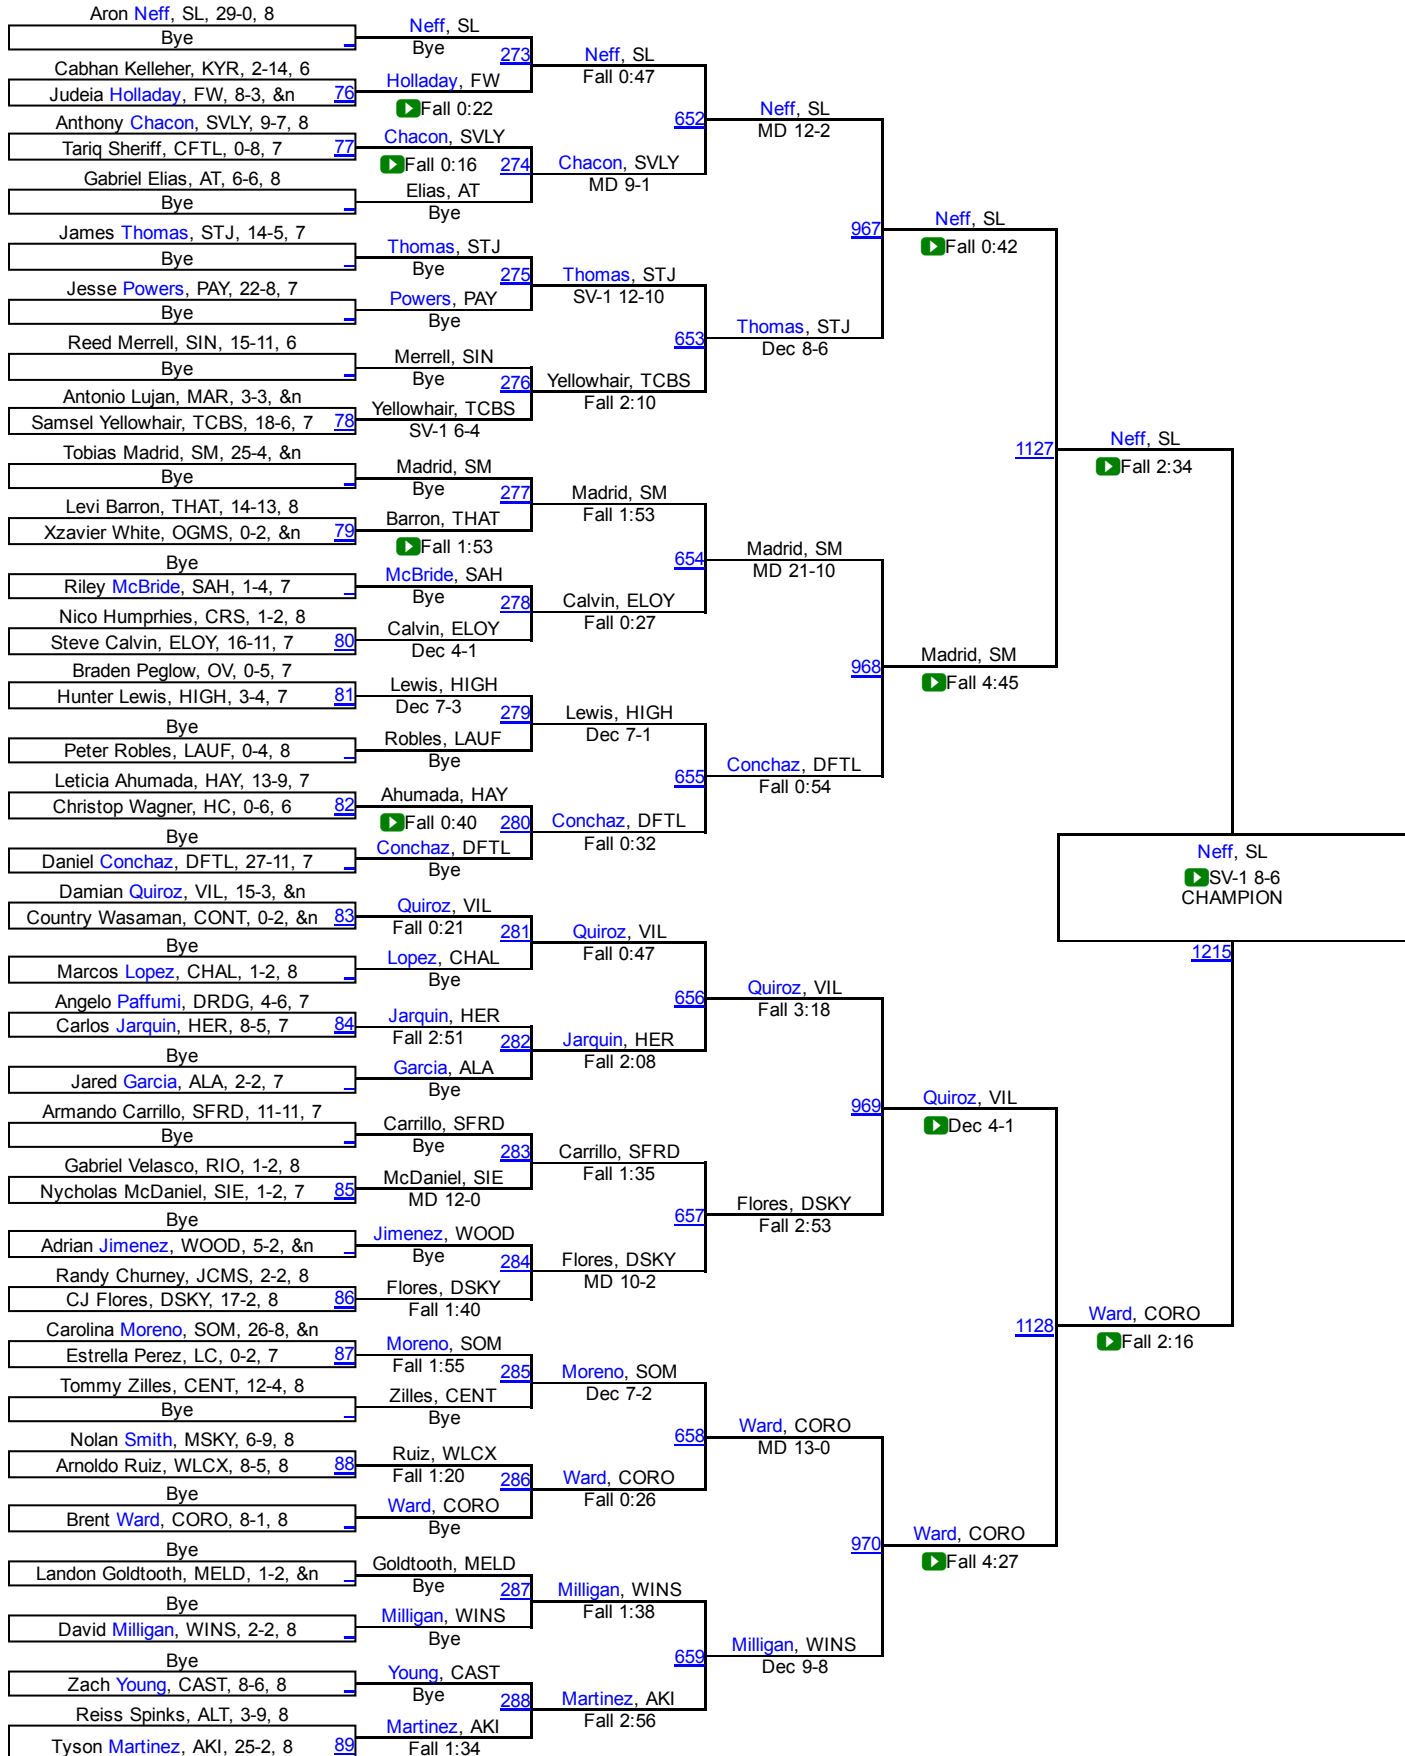 Aron Neff, SL, 29-0, 8
Bye
Cabhan Kelleher, KYR, 2-14, 6
Judeia Holladay, FW, 8-3, &n 76
Anthony Chacon, SVLY, 9-7, 8
Tariq Sheriff, CFTL, 0-8, 7 77
Gabriel Elias, AT, 6-6, 8
Bye
James Thomas, STJ, 14-5, 7
Bye
Jesse Powers, PAY, 22-8, 7
Bye
Reed Merrell, SIN, 15-11, 6
Bye
Antonio Lujan, MAR, 3-3, &n
Samsel Yellowhair, TCBS, 18-6, 7 78
Tobias Madrid, SM, 25-4, &n
Bye
Levi Barron, THAT, 14-13, 8
Xzavier White, OGMS, 0-2, &n 79
Bye
Riley McBride, SAH, 1-4, 7
Nico Humprhies, CRS, 1-2, 8
Steve Calvin, ELOY, 16-11, 7 80
Braden Peglow, OV, 0-5, 7
Hunter Lewis, HIGH, 3-4, 7 81
Bye
Peter Robles, LAUF, 0-4, 8
Leticia Ahumada, HAY, 13-9, 7
Christop Wagner, HC, 0-6, 6 82
Bye
Daniel Conchaz, DFTL, 27-11, 7
Damian Quiroz, VIL, 15-3, &n
Country Wasaman, CONT, 0-2, &n 83
Bye
Marcos Lopez, CHAL, 1-2, 8
Angelo Paffumi, DRDG, 4-6, 7
Carlos Jarquin, HER, 8-5, 7 84
Bye
Jared Garcia, ALA, 2-2, 7
Armando Carrillo, SFRD, 11-11, 7
Bye
Gabriel Velasco, RIO, 1-2, 8
Nycholas McDaniel, SIE, 1-2, 7 85
Bye
Adrian Jimenez, WOOD, 5-2, &n
Randy Churney, JCMS, 2-2, 8
CJ Flores, DSKY, 17-2, 8 86
Carolina Moreno, SOM, 26-8, &n
Estrella Perez, LC, 0-2, 7 87
Tommy Zilles, CENT, 12-4, 8
Bye
Nolan Smith, MSKY, 6-9, 8
Arnoldo Ruiz, WLCX, 8-5, 8 88
Bye
Brent Ward, CORO, 8-1, 8
Bye
Landon Goldtooth, MELD, 1-2, &n
Bye
David Milligan, WINS, 2-2, 8
Bye
Zach Young, CAST, 8-6, 8
Reiss Spinks, ALT, 3-9, 8
Tyson Martinez, AKI, 25-2, 8 89
Neff, SL
Bye
273
Holladay, FW
Fall 0:22
Chacon, SVLY
Fall 0:16
274
Elias, AT
Bye
Thomas, STJ
Bye
275
Powers, PAY
Bye
Merrell, SIN
Bye
276
Yellowhair, TCBS
SV-1 6-4
Madrid, SM
Bye
277
Barron, THAT
Fall 1:53
McBride, SAH
Bye
278
Calvin, ELOY
Dec 4-1
Lewis, HIGH
Dec 7-3
279
Robles, LAUF
Bye
Ahumada, HAY
Fall 0:40
280
Conchaz, DFTL
Bye
Quiroz, VIL
Fall 0:21
281
Lopez, CHAL
Bye
Jarquin, HER
Fall 2:51
282
Garcia, ALA
Bye
Carrillo, SFRD
Bye
283
McDaniel, SIE
MD 12-0
Jimenez, WOOD
Bye
284
Flores, DSKY
Fall 1:40
Moreno, SOM
Fall 1:55
285
Zilles, CENT
Bye
Ruiz, WLCX
Fall 1:20
286
Ward, CORO
Bye
Goldtooth, MELD
Bye
287
Milligan, WINS
Bye
Young, CAST
Bye
288
Martinez, AKI
Fall 1:34
Neff, SL
Fall 0:47
652
Chacon, SVLY
MD 9-1
Thomas, STJ
SV-1 12-10
653
Yellowhair, TCBS
Fall 2:10
Madrid, SM
Fall 1:53
654
Calvin, ELOY
Fall 0:27
Lewis, HIGH
Dec 7-1
655
Conchaz, DFTL
Fall 0:32
Quiroz, VIL
Fall 0:47
656
Jarquin, HER
Fall 2:08
Carrillo, SFRD
Fall 1:35
657
Flores, DSKY
MD 10-2
Moreno, SOM
Dec 7-2
658
Ward, CORO
Fall 0:26
Milligan, WINS
Fall 1:38
659
Martinez, AKI
Fall 2:56
Neff, SL
MD 12-2
967
Thomas, STJ
Dec 8-6
Madrid, SM
MD 21-10
968
Conchaz, DFTL
Fall 0:54
Quiroz, VIL
Fall 3:18
969
Flores, DSKY
Fall 2:53
Ward, CORO
MD 13-0
970
Milligan, WINS
Dec 9-8
Neff, SL
Fall 0:42
1127
Madrid, SM
Fall 4:45
Quiroz, VIL
Dec 4-1
1128
Ward, CORO
Fall 4:27
Neff, SL
Fall 2:34
Ward, CORO
Fall 2:16
Neff, SL
SV-1 8-6
CHAMPION
1215